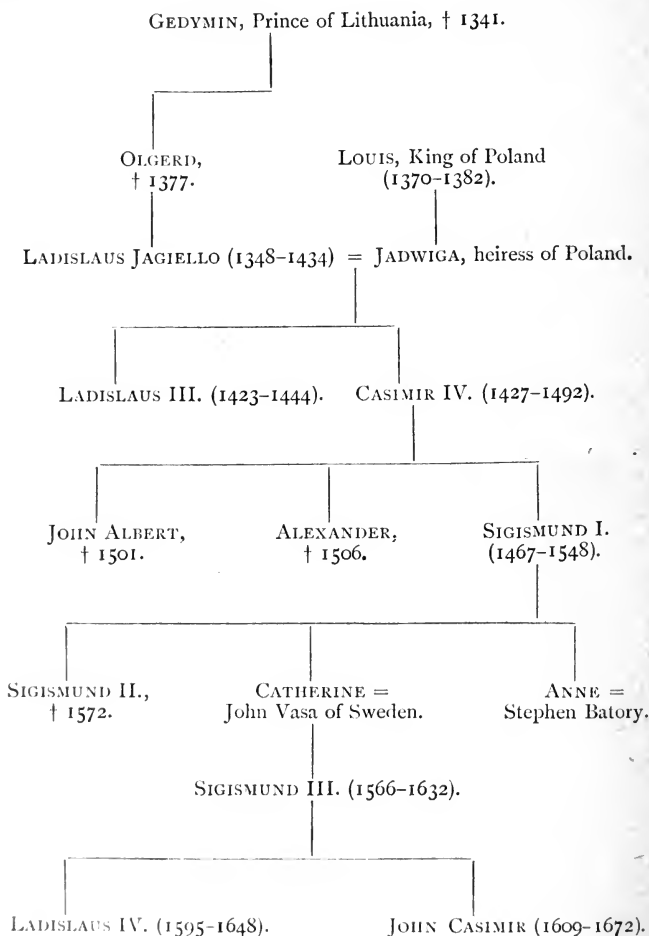 GEDYMIN, Prince of Lithuania, † 1341.
OLGERD,
† 1377.
LOUIS, King of Poland
(1370–1382).
LADISLAUS JAGIELLO (1348–1434) = JADWIGA, heiress of Poland.
LADISLAUS III. (1423–1444).
CASIMIR IV. (1427–1492).
JOHN ALBERT,
† 1501.
ALEXANDER,
† 1506.
SIGISMUND I.
(1467–1548).
SIGISMUND II.,
† 1572.
CATHERINE =
John Vasa of Sweden.
ANNE =
Stephen Batory.
SIGISMUND III. (1566–1632).
LADISLAUS IV. (1595–1648).
JOHN CASIMIR (1609–1672).